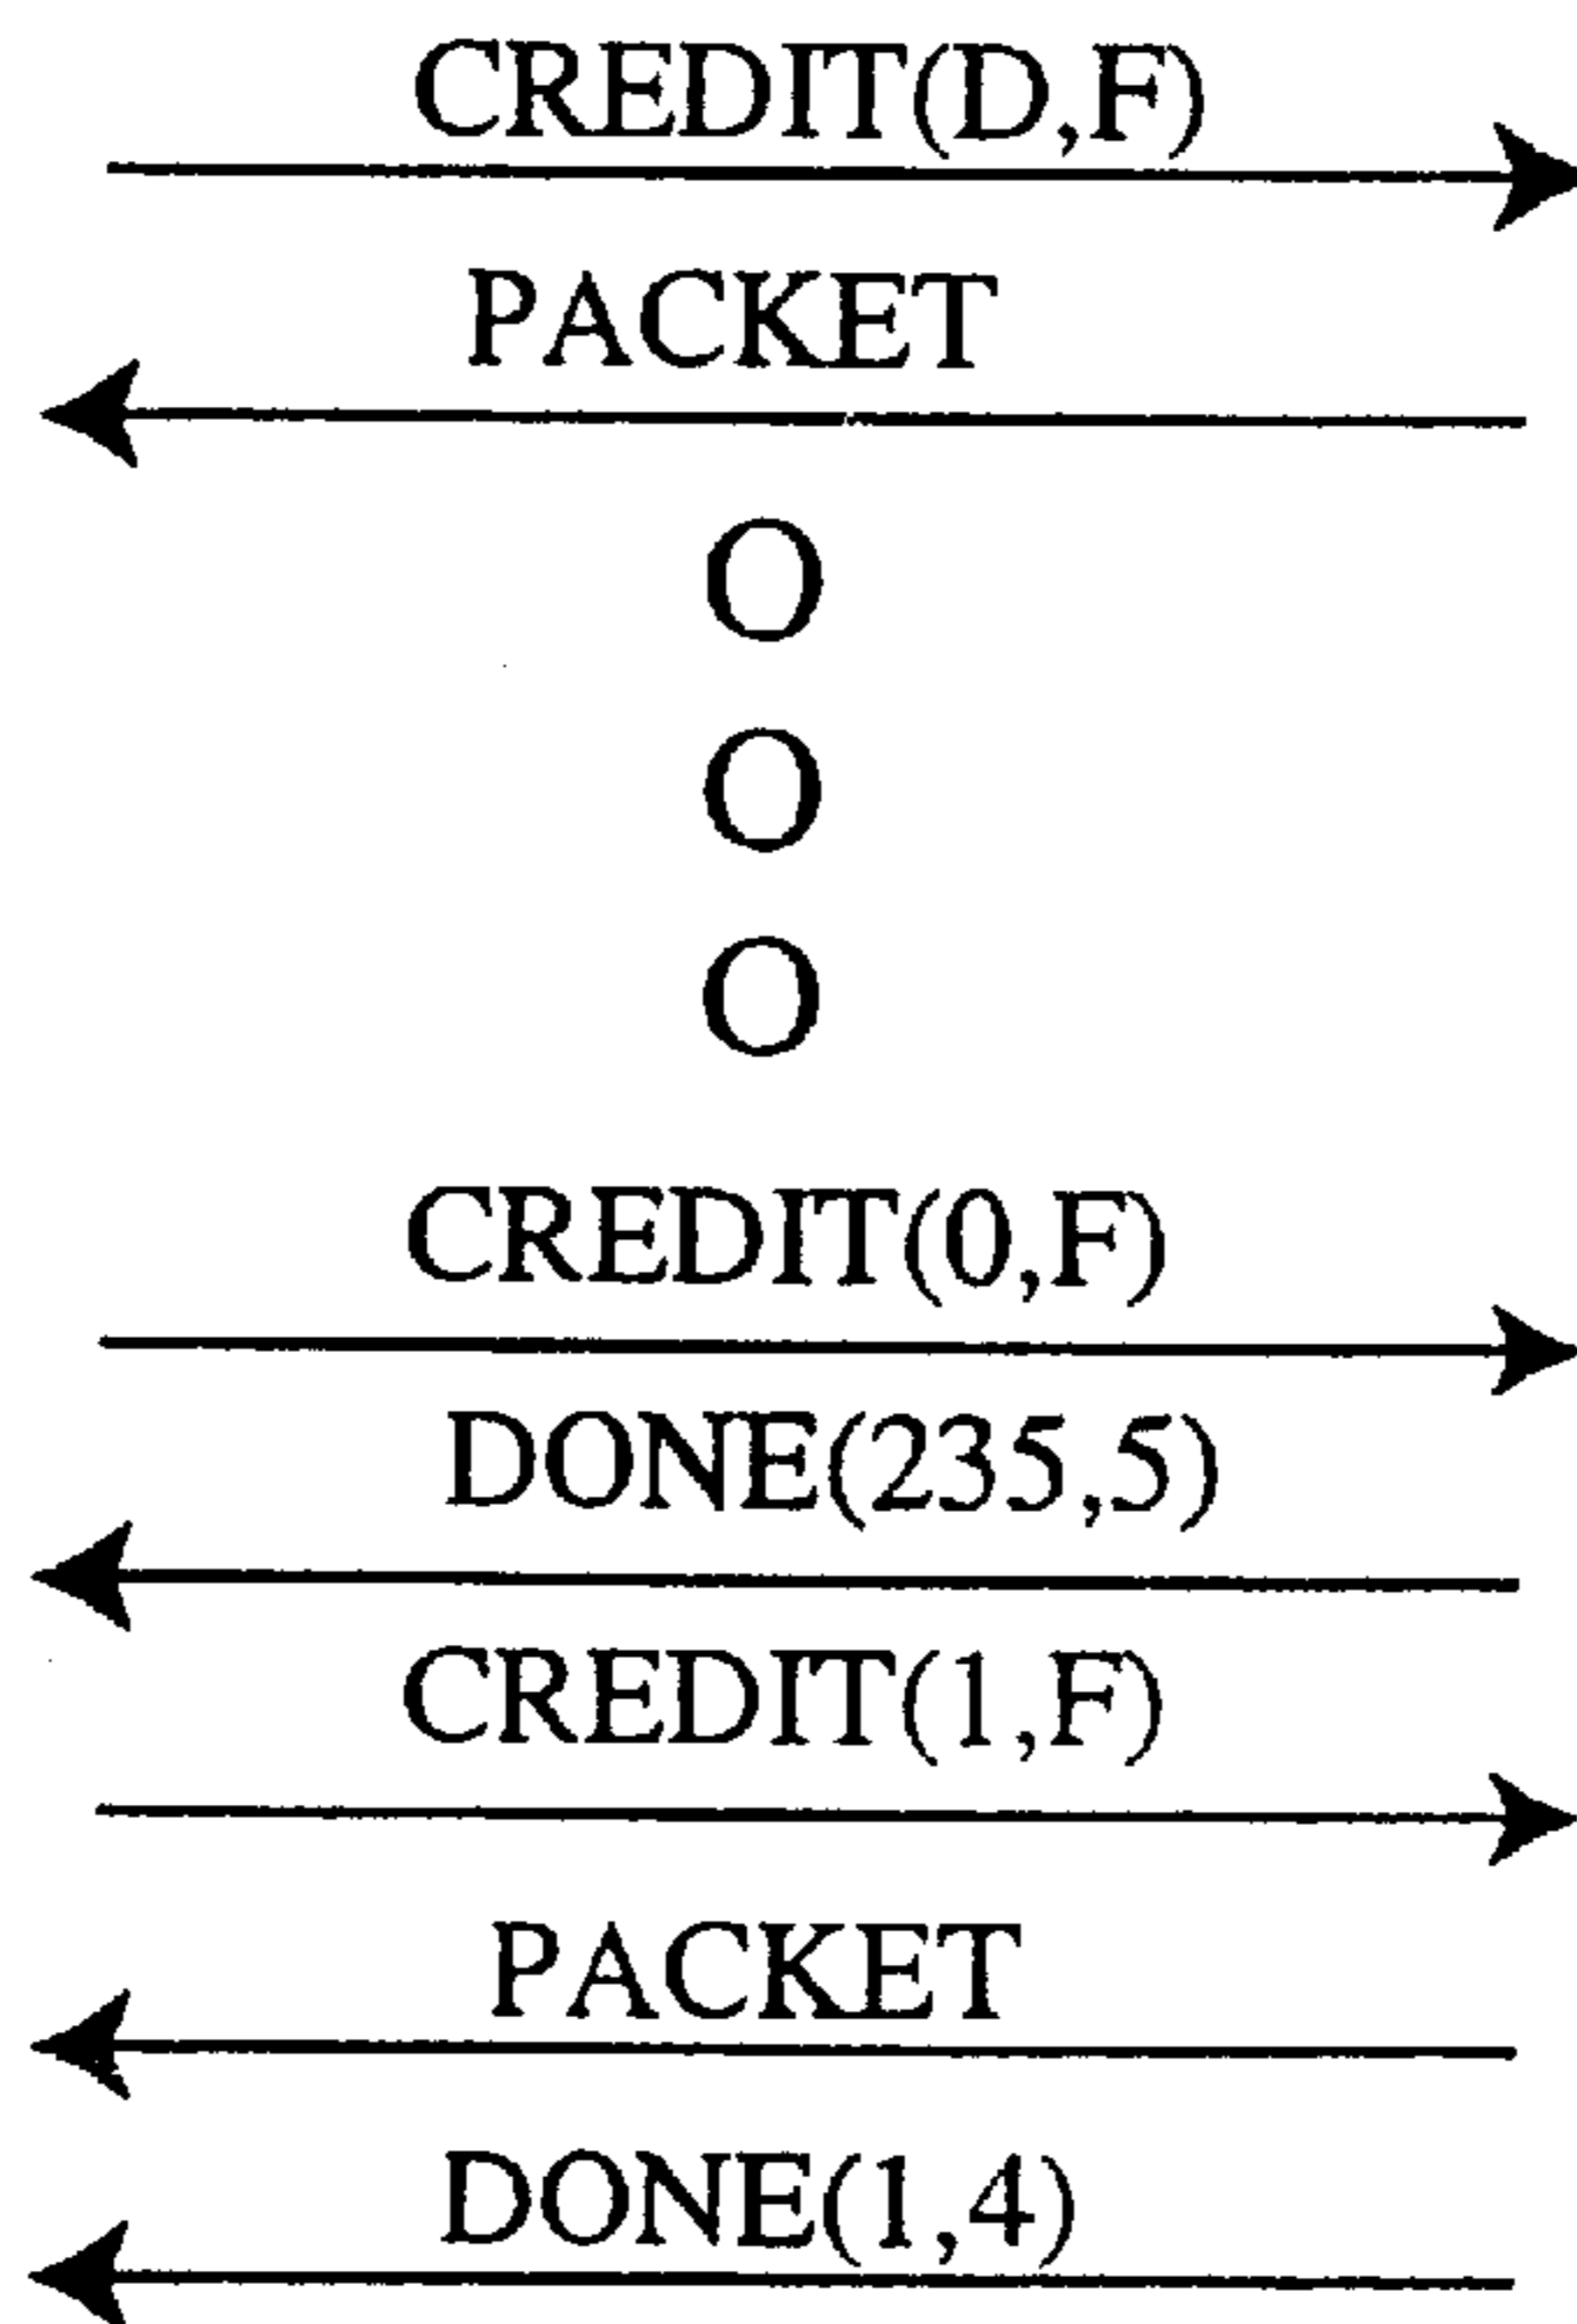 CREDIT(D,F)
PACKET
O
O
O
CREDIT(0,F)
DONE(235,5)
CREDIT(1,F)
PACKET
DONE(1,4)